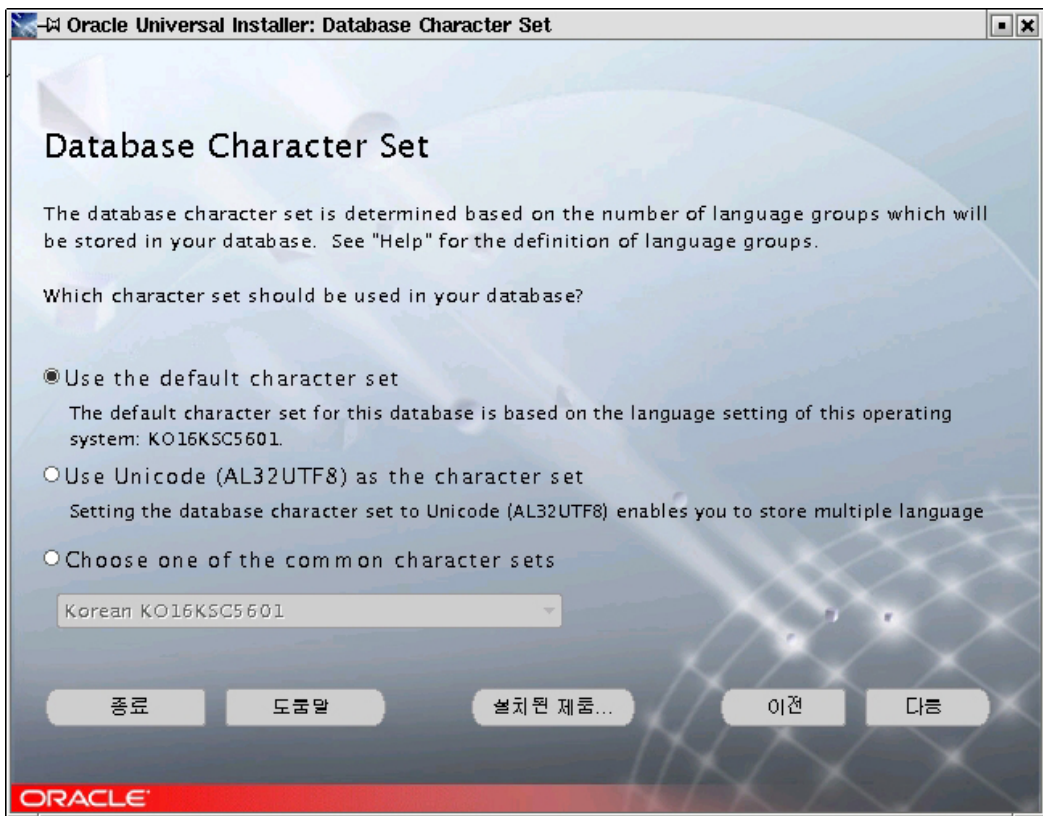 Oracle Universal Installer: Database Character Set
Database Character Set
The database character set is determined based on the number of language groups which will
be stored in your database. See "Help" for the definition of language groups.
Which character set should be used in your database?
Use the default character set
The default character set for this database is based on the language setting of this operating
system: KO16KSC5601.
Use Unicode (AL32UTF8) as the character set
Setting the database character set to Unicode (AL32UTF8) enables you to store multiple language
Choose one of the common character sets
Korean KO16KSC5601
종료
도움말
설치된 제품...
이전
다음
ORACLE